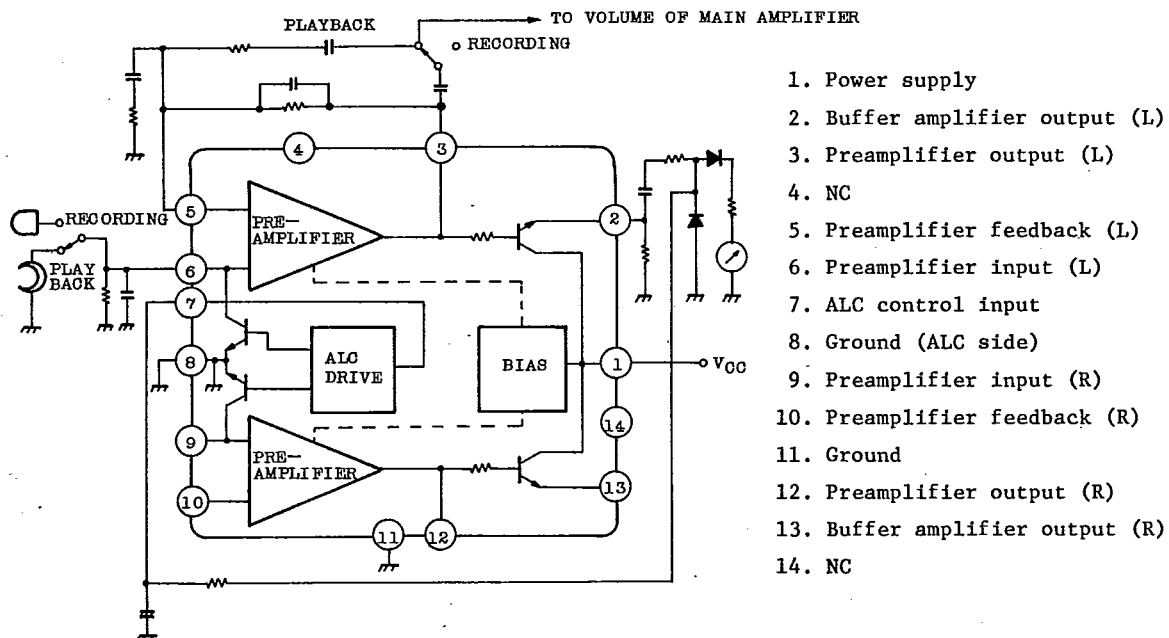 TO VOLUME OF MAIN AMPLIFIER
PLAYBACK
RECORDING
4
3
5
PRE-
AMPLIFIER
2
RECORDING
PLAY
BACK
6
7
8
ALC
DRIVE
BIAS
1
VCC
9
14
PRE-
AMPLIFIER
10
13
11
12
1. Power supply
2. Buffer amplifier output (L)
3. Preamplifier output (L)
4. NC
5. Preamplifier feedback (L)
6. Preamplifier input (L)
7. ALC control input
8. Ground (ALC side)
9. Preamplifier input (R)
10. Preamplifier feedback (R)
11. Ground
12. Preamplifier output (R)
13. Buffer amplifier output (R)
14. NC